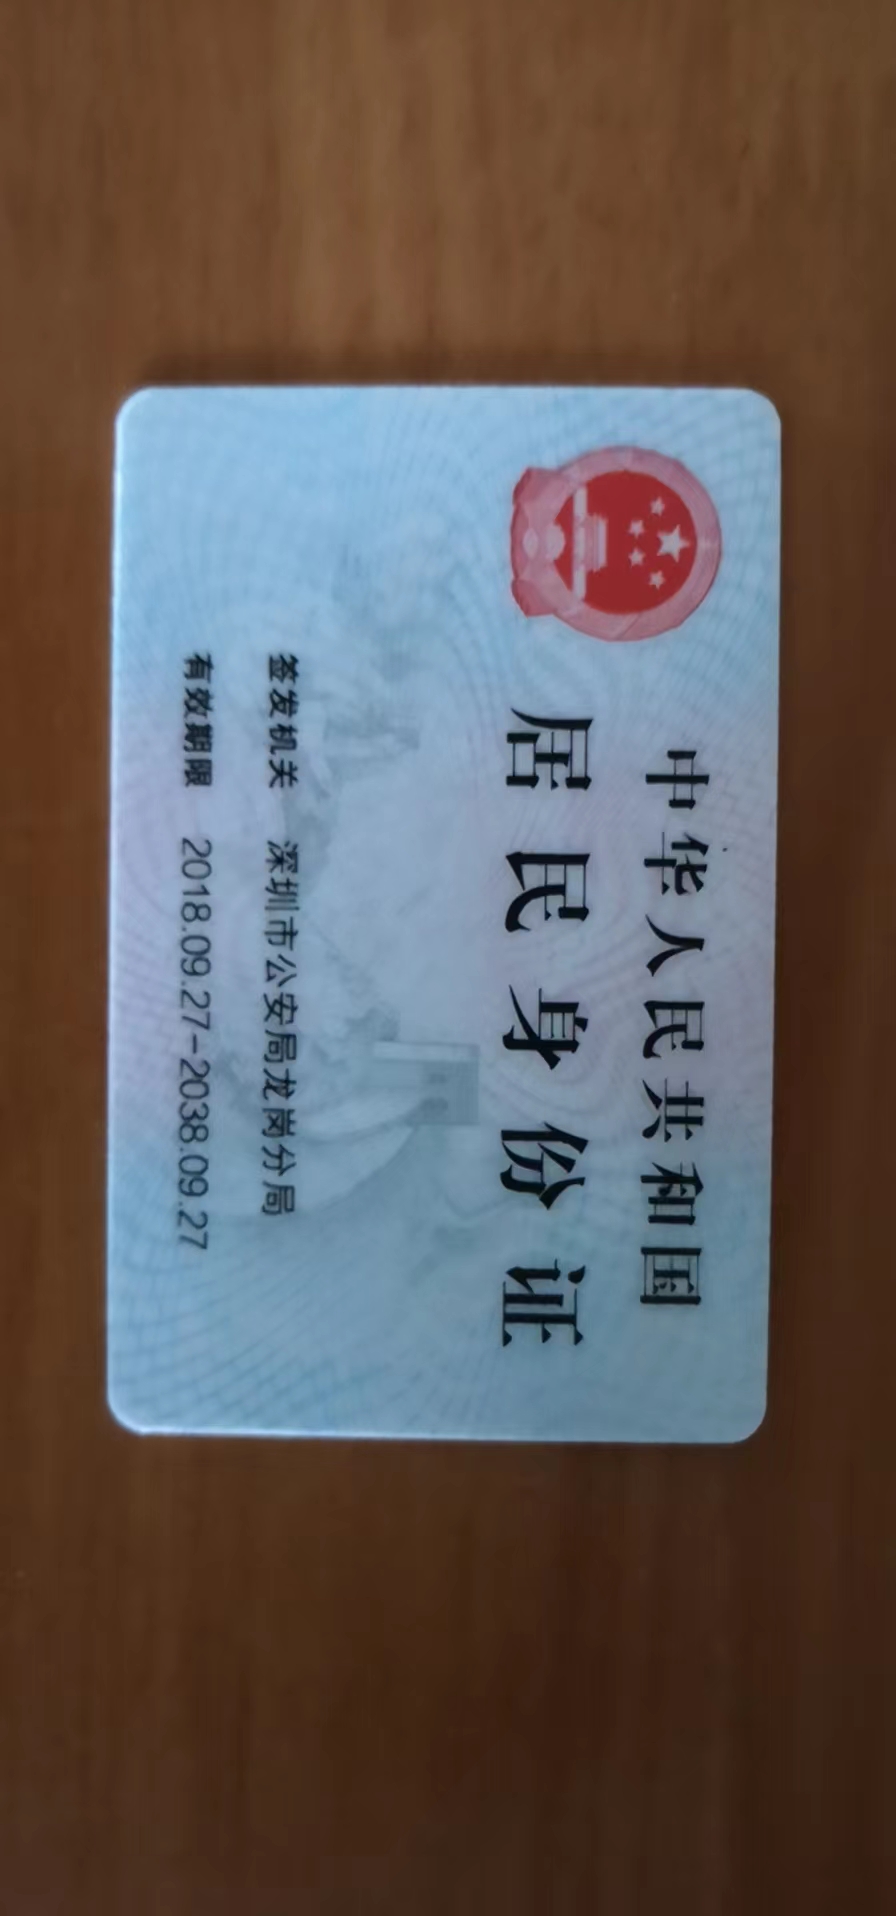 中华人民共和国
居民身份证
签发机关 深圳市公安局龙岗分局
有效期限 2018.09.27-2038.09.27